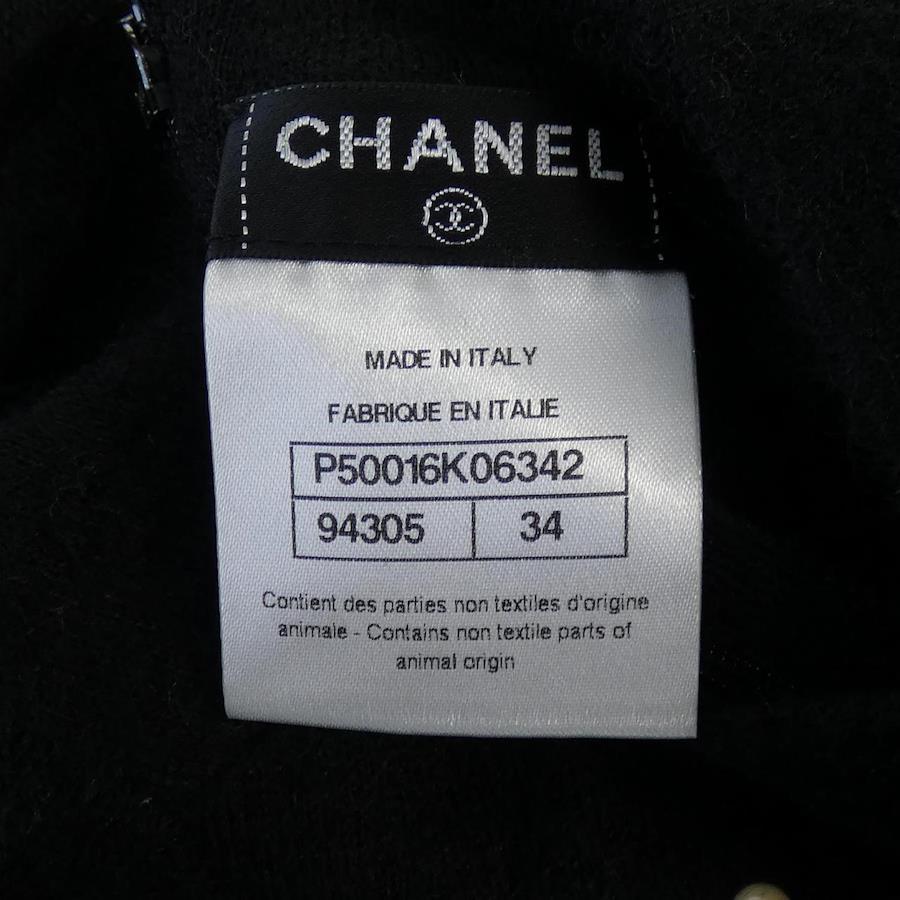 CHANEL
MADE IN ITALY
FABRIQUE EN ITALIE
P50016K06342
94305 34
Contient des parties non textiles d'origine
animale - Contains non textile parts of
animal origin